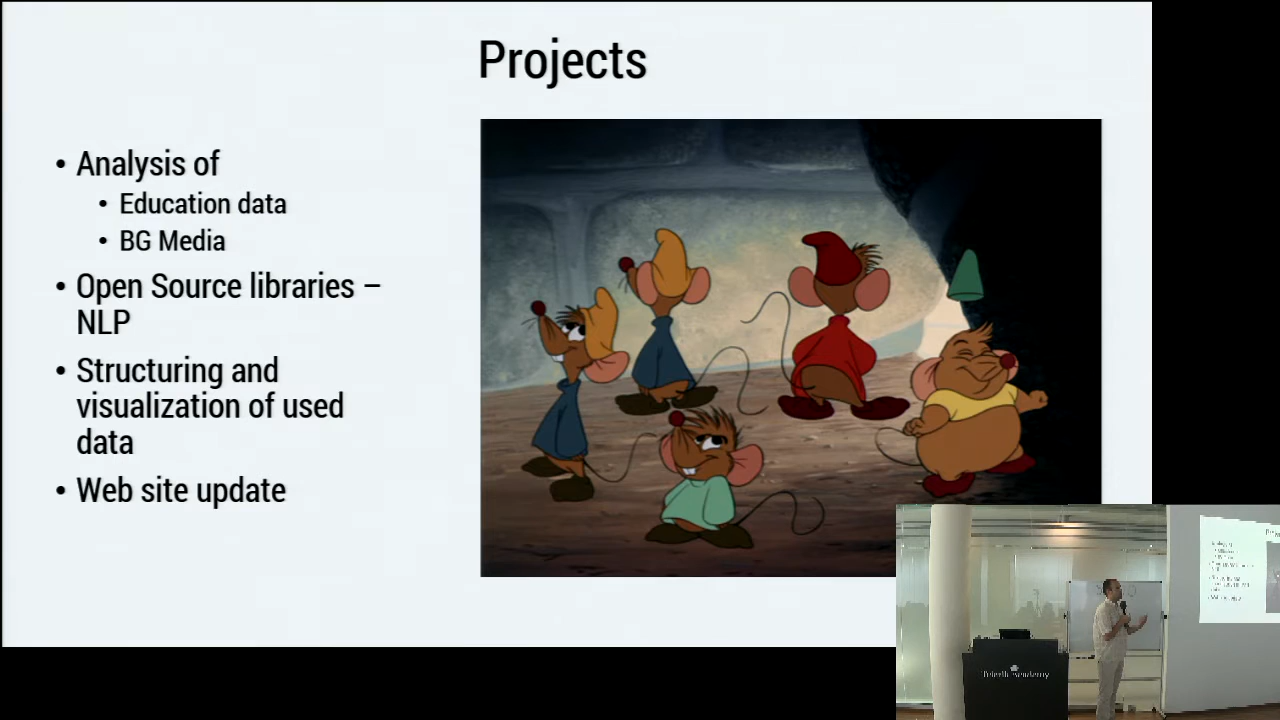 Projects
• Analysis of
• Education data
• BG Media
• Open Source libraries –
NLP
• Structuring and
visualization of used
data
• Web site update